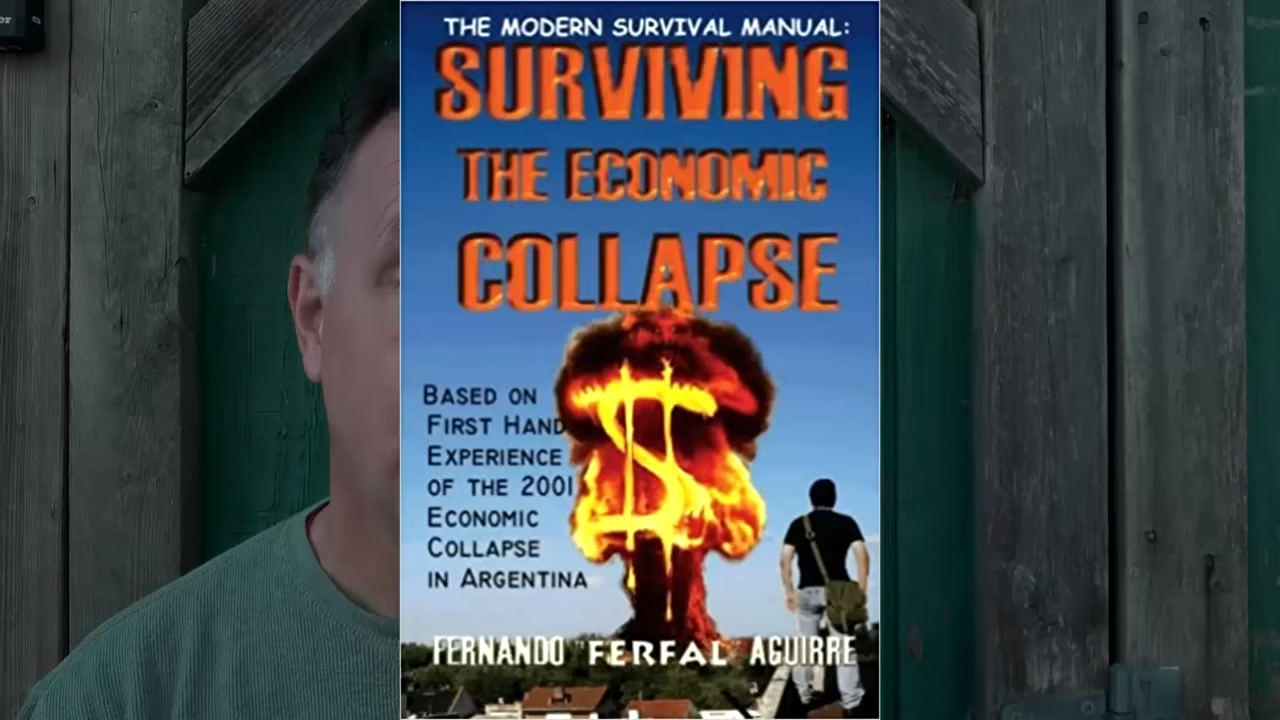 THE MODERN SURVIVAL MANUAL:
SURVIVING
THE ECONOMIC
COLLAPSE
BASED ON
FIRST HAND
EXPERIENCE
OF THE 2001
ECONOMIC
COLLAPSE
IN ARGENTINA
FERNANDO "FERFAL" AGUIRRE